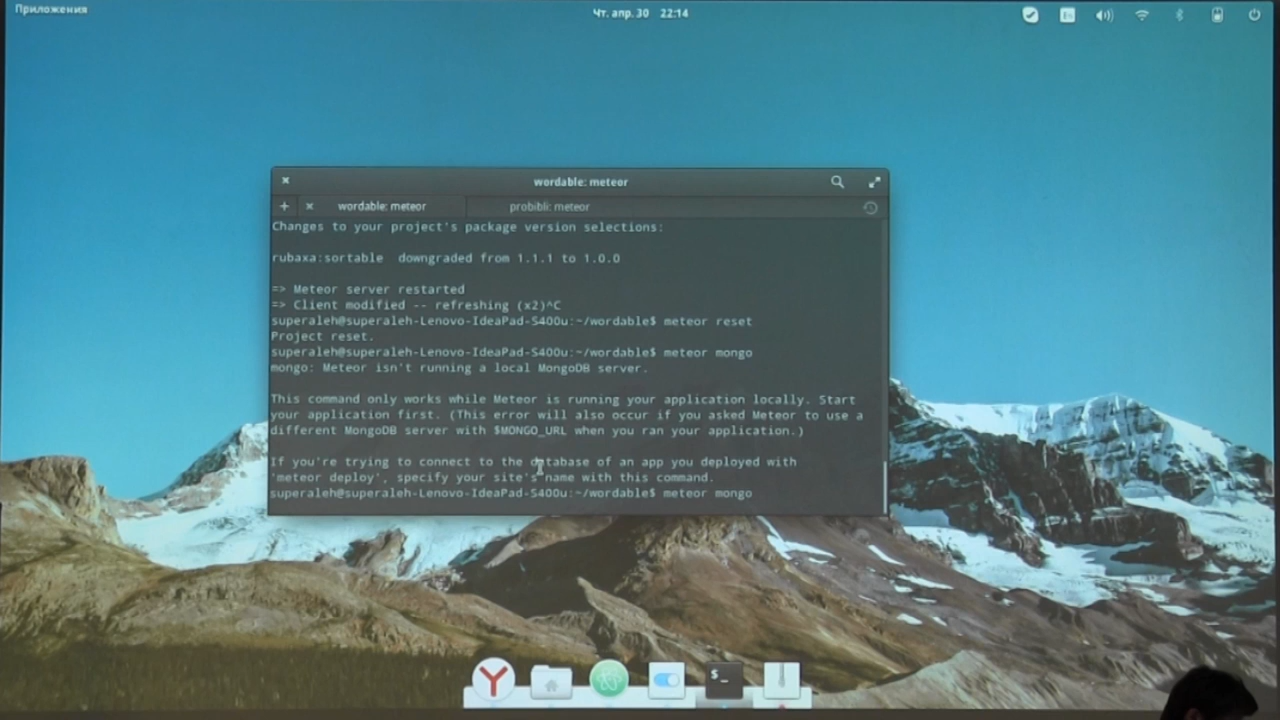 Приложения
Чт. апр. 30 22:14
En
wordable: meteor
wordable: meteor
probibli: meteor
Changes to your project's package version selections:
rubaxa:sortable downgraded from 1.1.1 to 1.0.0
=> Meteor server restarted
=> Client modified -- refreshing (x2)^C
superaleh@superaleh-Lenovo-IdeaPad-S400u:~/wordable$ meteor reset
Project reset.
superaleh@superaleh-Lenovo-IdeaPad-S400u:~/wordable$ meteor mongo
mongo: Meteor isn't running a local MongoDB server.
This command only works while Meteor is running your application locally. Start
your application first. (This error will also occur if you asked Meteor to use a
different MongoDB server with $MONGO_URL when you ran your application.)
If you're trying to connect to the database of an app you deployed with
'meteor deploy', specify your site's name with this command.
superaleh@superaleh-Lenovo-IdeaPad-S400u:~/wordable$ meteor mongo
$_